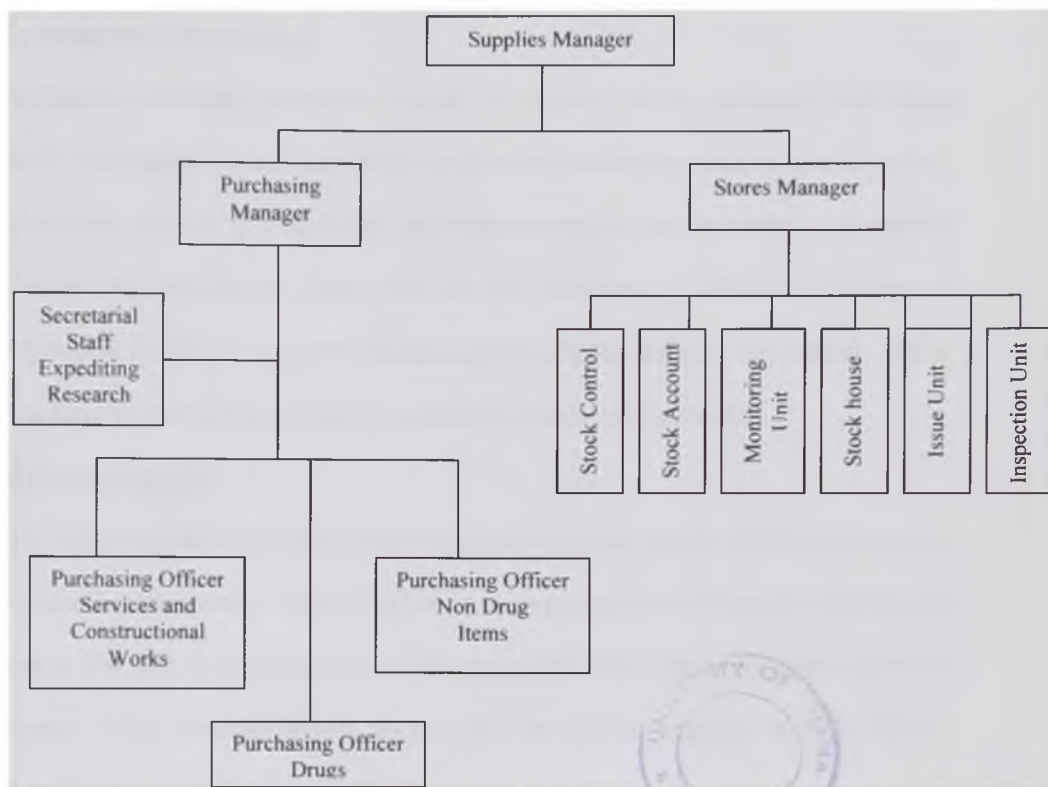 Supplies Manager
Purchasing
Manager
Stores Manager
Secretarial
Staff
Expediting
Research
Stock Control
Stock Account
Monitoring
Unit
Stock house
Issue Unit
Inspection Unit
Purchasing Officer
Services and
Constructional
Works
Purchasing Officer
Non Drug
Items
Purchasing Officer
Drugs